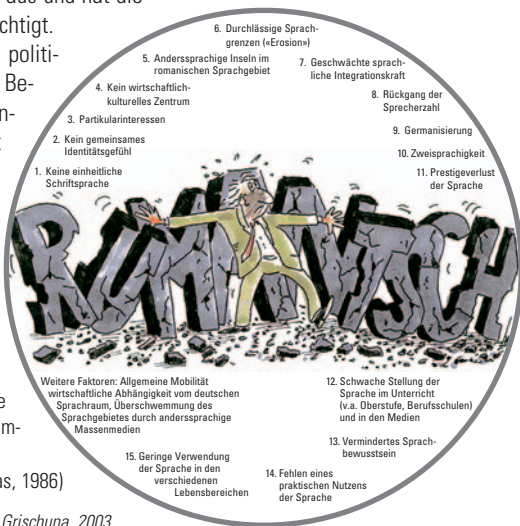 aus und hat die
chtigt.
politi-
Be-
n-
t
6. Durchlässige Sprach-
grenzen («Erosion»)
5. Anderssprachige Inseln im
romanischen Sprachgebiet
7. Geschwächte sprach-
liche Integrationskraft
4. Kein wirtschaftlich-
kulturelles Zentrum
8. Rückgang der
Sprecherzahl
3. Partikularinteressen
9. Germanisierung
2. Kein gemeinsames
Identitätsgefühl
10. Zweisprachigkeit
1. Keine einheitliche
Schriftsprache
11. Prestigeverlust
der Sprache
RUMANTSCH
Weitere Faktoren: Allgemeine Mobilität
wirtschaftliche Abhängigkeit vom deutschen
Sprachraum, Überschwemmung des
Sprachgebietes durch anderssprachige
Massenmedien
12. Schwache Stellung der
Sprache im Unterricht
(v.a. Oberstufe, Berufsschulen)
und in den Medien
13. Vermindertes Sprach-
bewusstsein
15. Geringe Verwendung
der Sprache in den
verschiedenen
Lebensbereichen
14. Fehlen eines
praktischen Nutzens
der Sprache
e
m-
as, 1986)
Grischuna, 2003